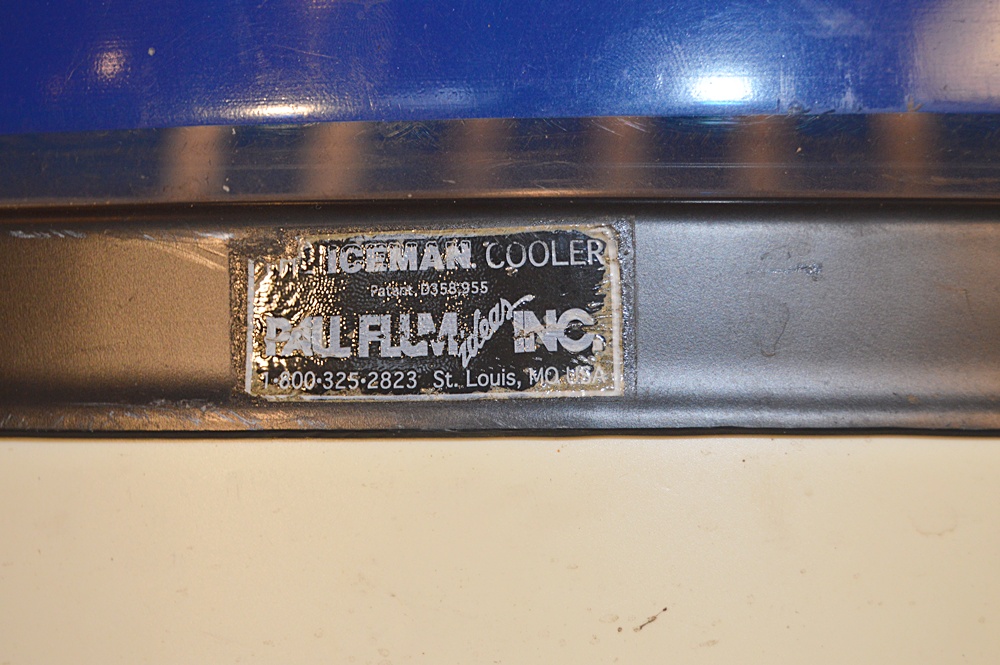 ICEMAN. COOLER
Patent. D358,955
PAUL FLUM Ideas INC.
1•800•325•2823 St. Louis, MO USA